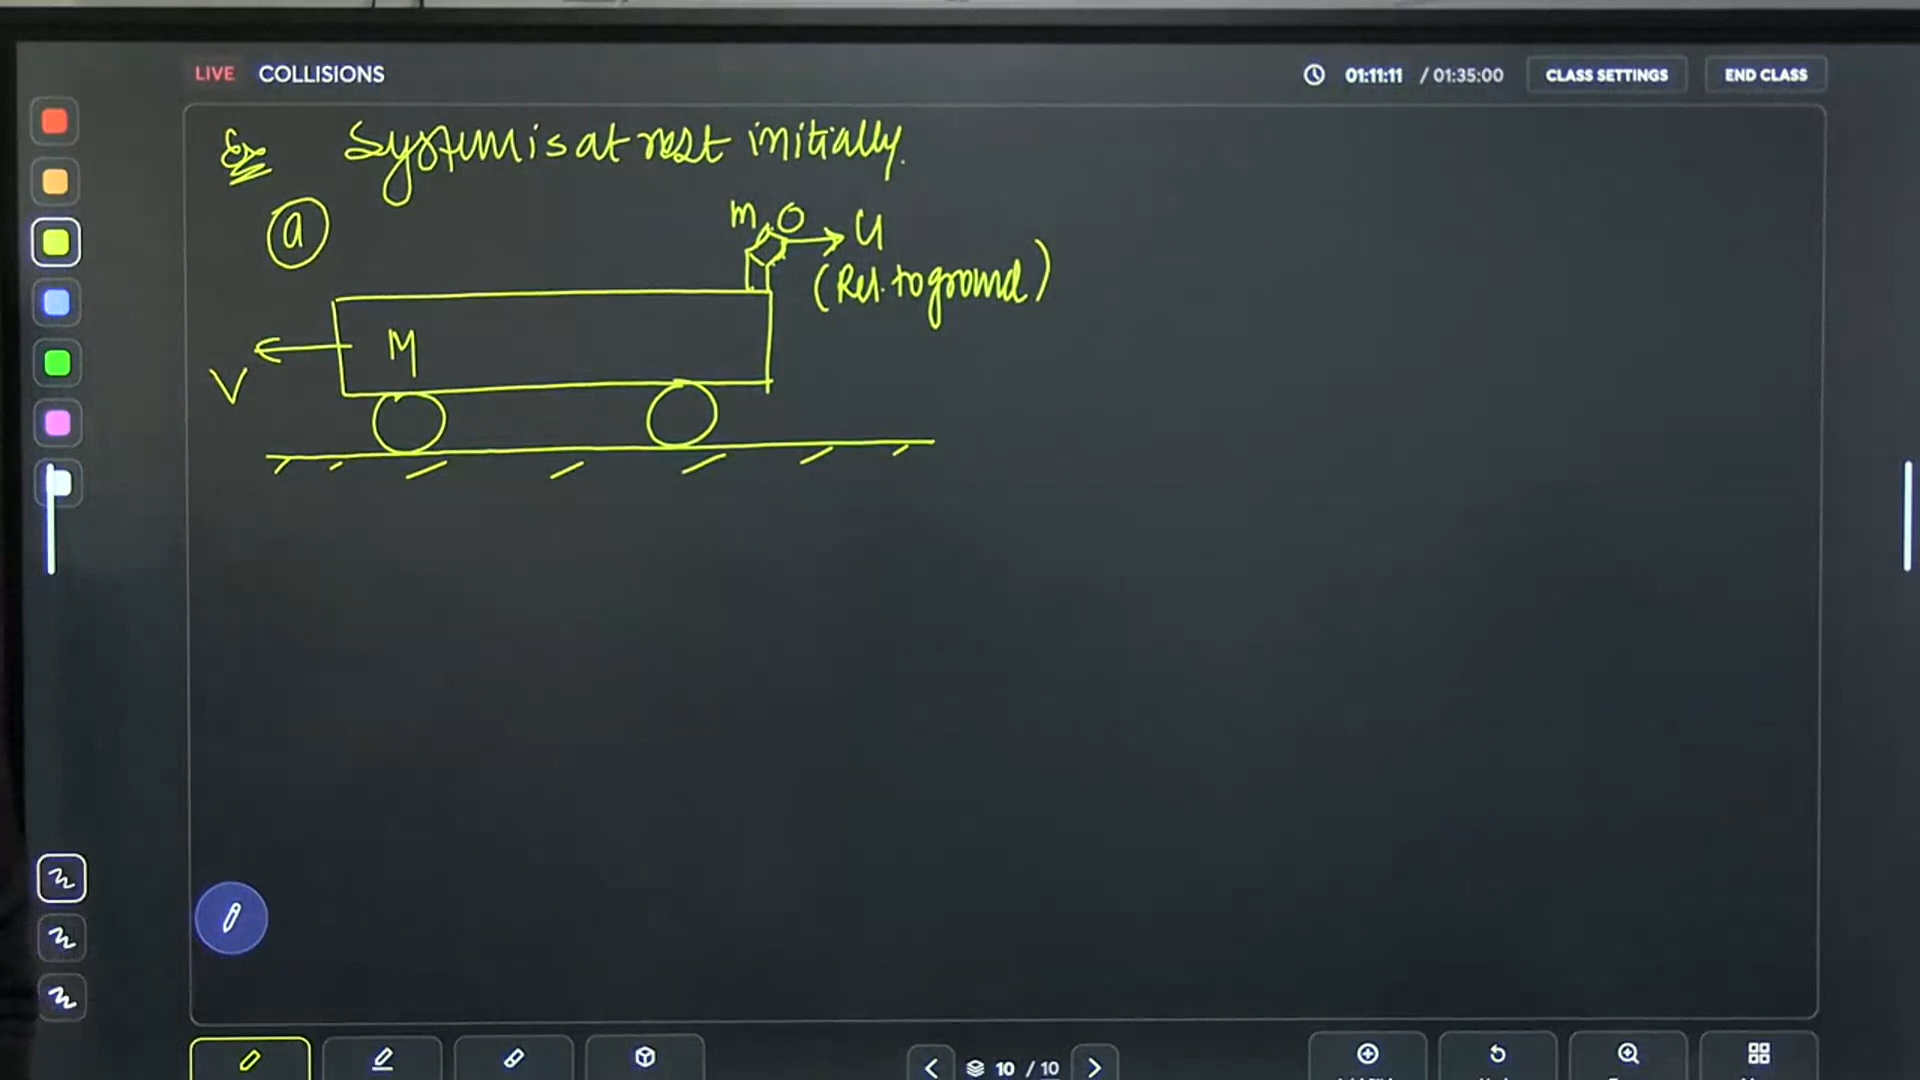 LIVE COLLISIONS 01:11:11 / 01:35:00 CLASS SETTINGS END CLASS
Ex System is at rest initially.
a
m u
(Rel. to ground)
M
V
10 / 10